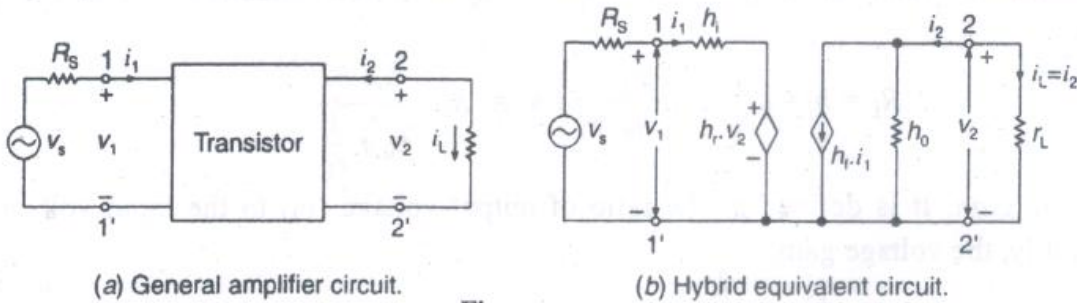 R_S 1 i_1
i_2 2
+
+
v_s v_1
Transistor
v_2 i_L
1'
2'
(a) General amplifier circuit.
R_S 1 i_1 h_i
i_2 2
+
+
+
i_L=i_2
v_s v_1 h_r.v_2
h_f.i_1
h_0 v_2 r_L
−
−
−
1'
2'
(b) Hybrid equivalent circuit.